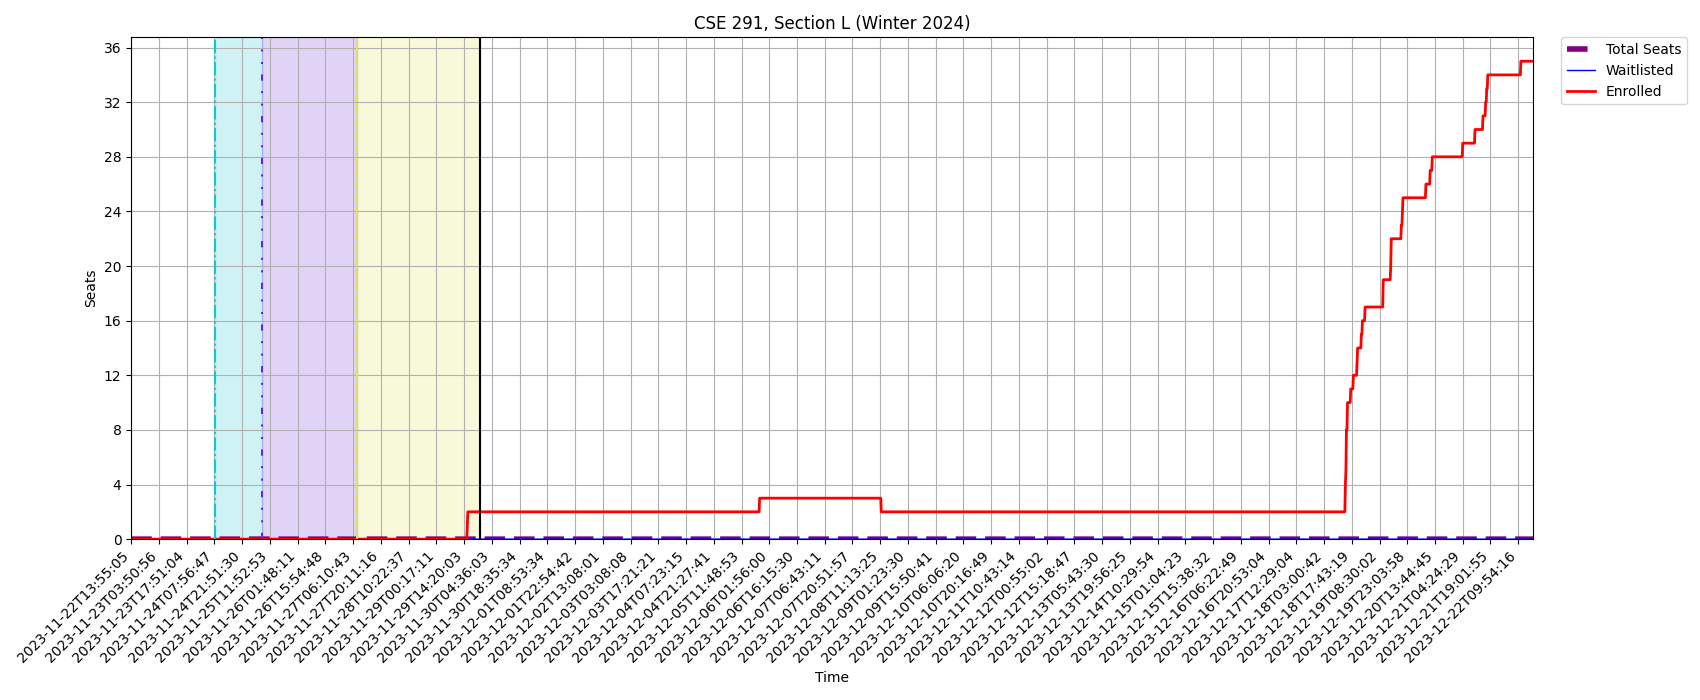 CSE 291, Section L (Winter 2024)
Total Seats
Waitlisted
Enrolled
36
32
28
24
20
16
12
8
4
0
Seats
2023-11-22T13:55:05
2023-11-23T03:50:56
2023-11-23T17:51:04
2023-11-24T07:56:47
2023-11-24T21:51:30
2023-11-25T11:52:53
2023-11-26T01:48:11
2023-11-26T15:54:48
2023-11-27T06:10:43
2023-11-27T20:11:16
2023-11-28T10:22:37
2023-11-29T00:17:11
2023-11-29T14:20:03
2023-11-30T04:36:03
2023-11-30T18:35:34
2023-12-01T08:53:34
2023-12-01T22:54:42
2023-12-02T13:08:01
2023-12-03T03:08:08
2023-12-03T17:21:21
2023-12-04T07:23:15
2023-12-04T21:27:41
2023-12-05T11:48:53
2023-12-06T01:56:00
2023-12-06T16:15:30
2023-12-07T06:43:11
2023-12-07T20:51:57
2023-12-08T11:13:25
2023-12-09T01:23:30
2023-12-09T15:50:41
2023-12-10T06:06:20
2023-12-10T20:16:49
2023-12-11T10:43:14
2023-12-12T00:55:02
2023-12-12T15:18:47
2023-12-13T05:43:30
2023-12-13T19:56:25
2023-12-14T10:29:54
2023-12-15T01:04:23
2023-12-15T15:38:32
2023-12-16T06:22:49
2023-12-16T20:53:04
2023-12-17T12:29:04
2023-12-18T03:00:42
2023-12-18T17:43:19
2023-12-19T08:30:02
2023-12-19T23:03:58
2023-12-20T13:44:45
2023-12-21T04:24:29
2023-12-21T19:01:55
2023-12-22T09:54:16
Time